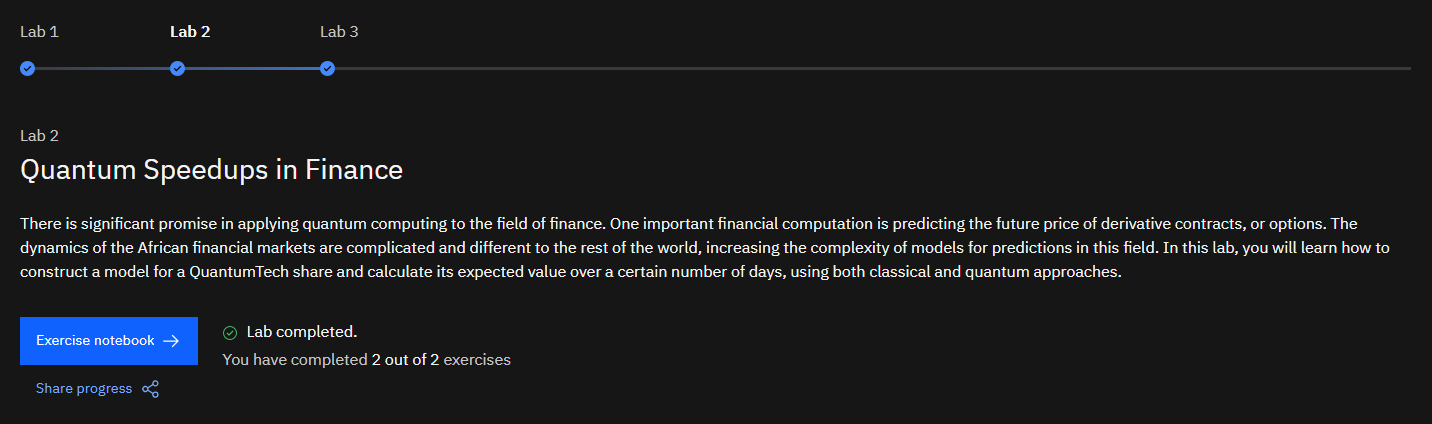 Lab 1 Lab 2 Lab 3
Lab 2
Quantum Speedups in Finance
There is significant promise in applying quantum computing to the field of finance. One important financial computation is predicting the future price of derivative contracts, or options. The
dynamics of the African financial markets are complicated and different to the rest of the world, increasing the complexity of models for predictions in this field. In this lab, you will learn how to
construct a model for a QuantumTech share and calculate its expected value over a certain number of days, using both classical and quantum approaches.
Exercise notebook
Lab completed.
You have completed 2 out of 2 exercises
Share progress